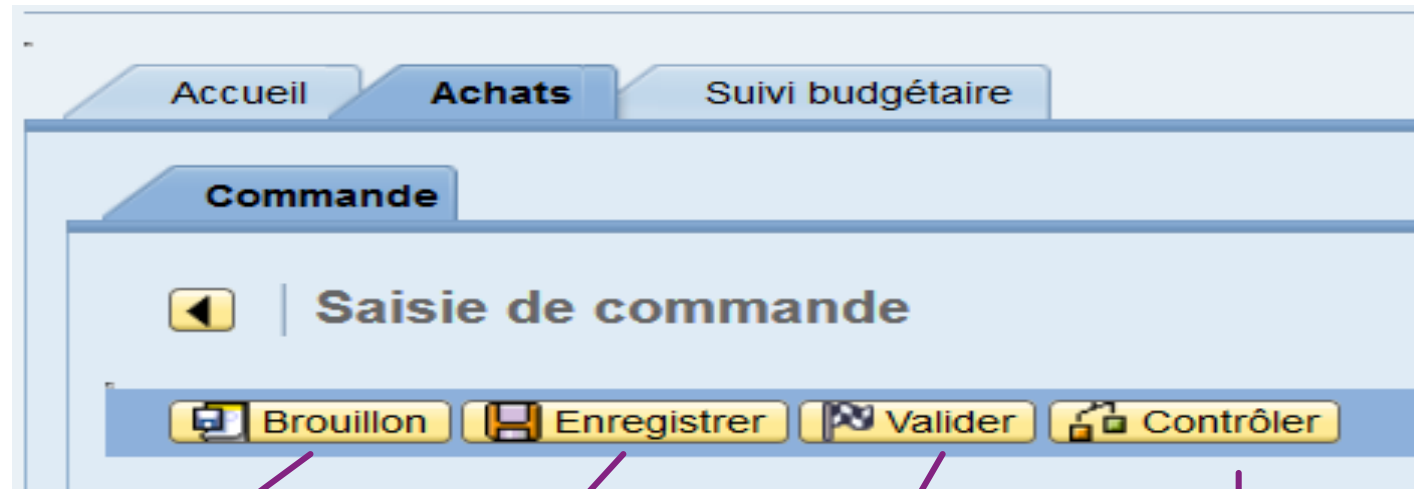 Accueil Achats Suivi budgétaire
Commande
Saisie de commande
Brouillon Enregistrer Valider Contrôler